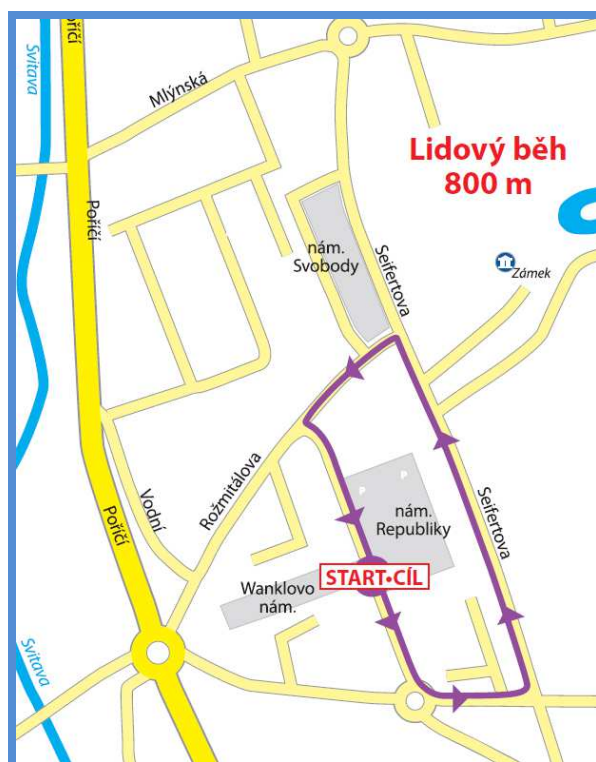 Svitava
Mlýnská
Lidový běh
800 m
Poříčí
nám.
Svobody
Seifertova
Zámek
Rožmitálova
Vodní
Poříčí
nám.
Republiky
Seifertova
START•CÍL
Wanklovo
nám.
Svitava